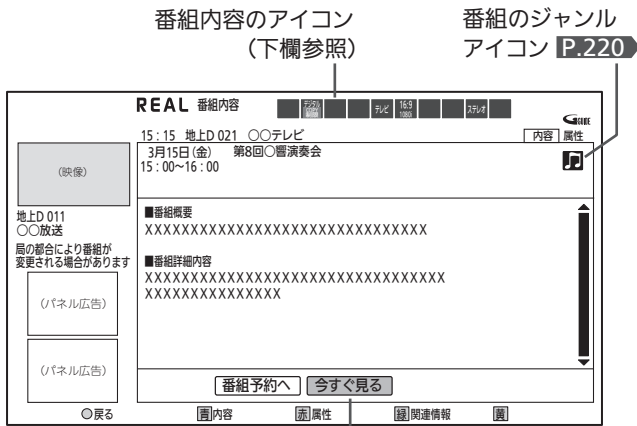 番組内容のアイコン
(下欄参照)
番組のジャンル
アイコン P.220
REAL 番組内容
テレビ 16:9 1080i ステレオ
GGUIDE
15:15 地上D 021 ○○テレビ
内容 属性
3月15日(金) 第8回○響演奏会
15:00~16:00
(映像)
地上D 011
○○放送
局の都合により番組が
変更される場合があります
(パネル広告)
(パネル広告)
■番組概要
XXXXXXXXXXXXXXXXXXXXXXXXXXXXXX
■番組詳細内容
XXXXXXXXXXXXXXXXXXXXXXXXXXXXXXXX
XXXXXXXXXXXXXXX
番組予約へ 今すぐ見る
○戻る 青内容 赤属性 緑関連情報 黄